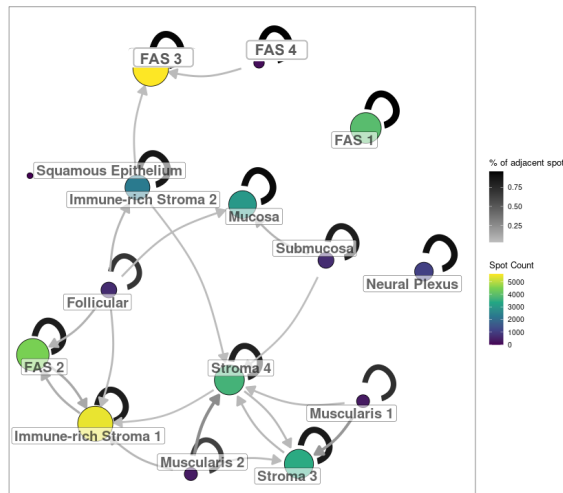 FAS 4
FAS 3
FAS 1
% of adjacent spot
0.75
0.50
0.25
Squamous Epithelium
Immune-rich Stroma 2
Mucosa
Submucosa
Neural Plexus
Spot Count
5000
4000
3000
2000
1000
0
Follicular
FAS 2
Stroma 4
Muscularis 1
Immune-rich Stroma 1
Muscularis 2
Stroma 3